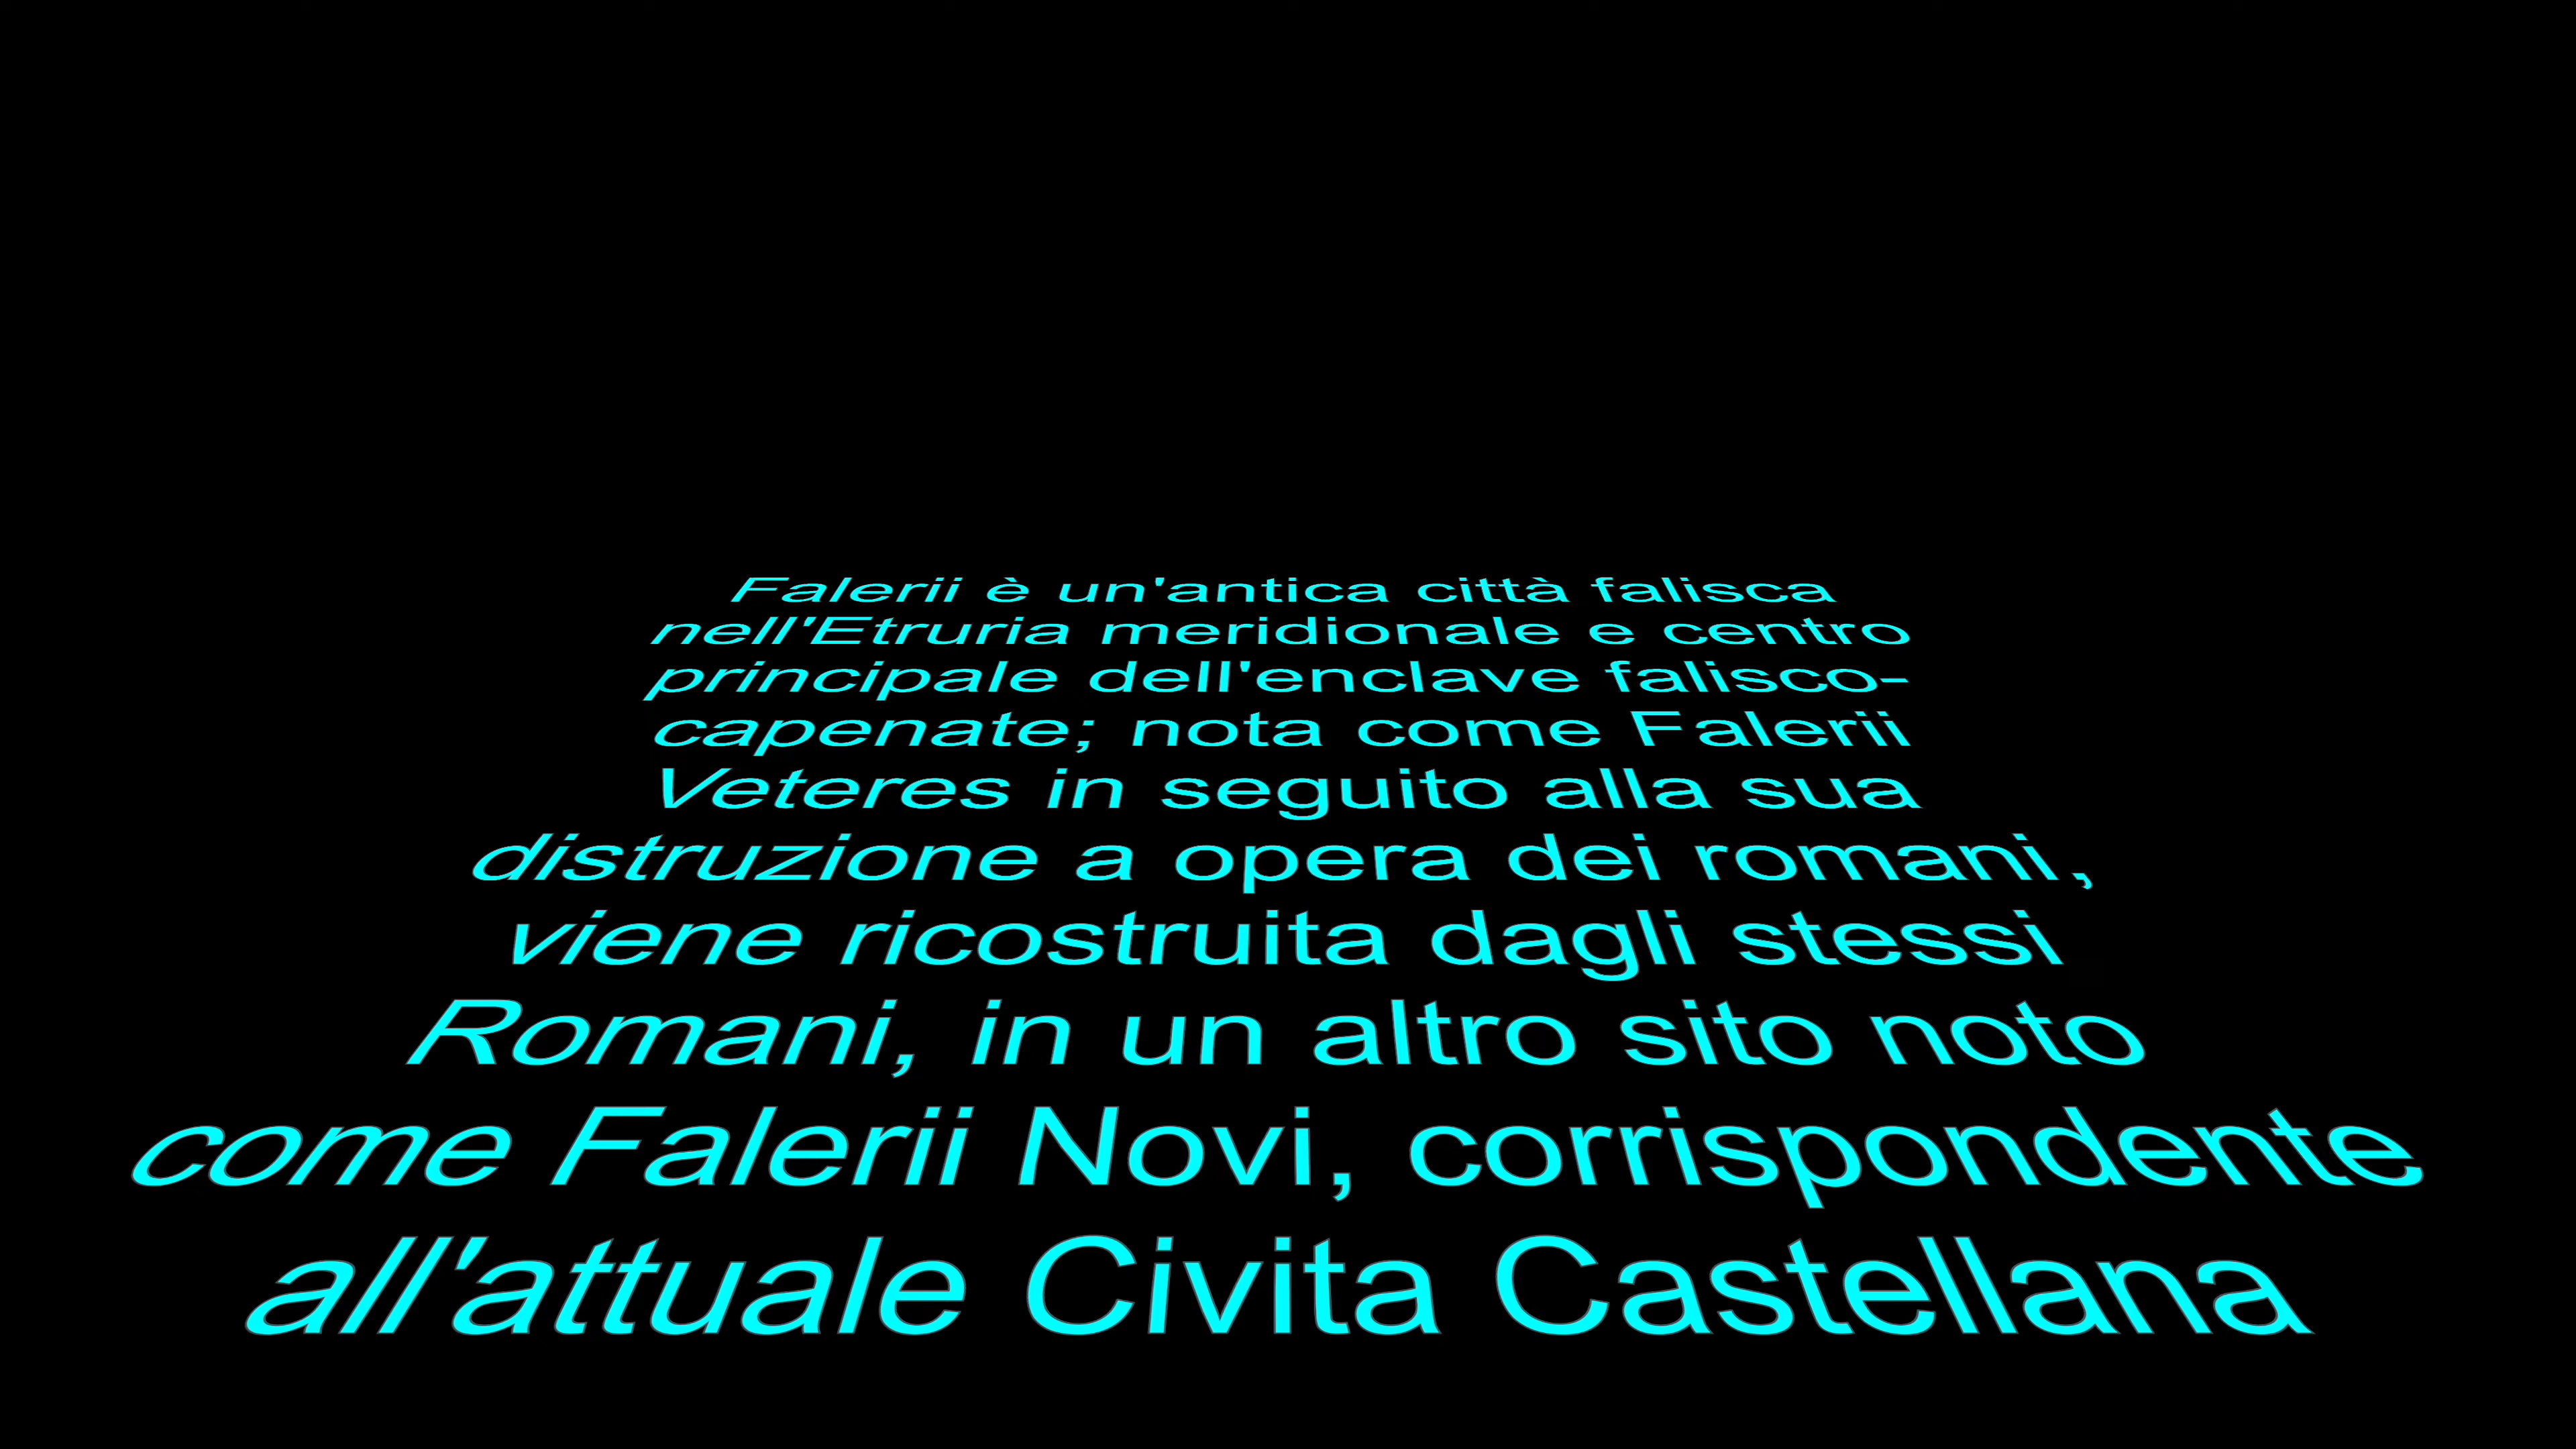 Falerii è un'antica città falisca
nell'Etruria meridionale e centro
principale dell'enclave falisco-
capenate; nota come Falerii
Veteres in seguito alla sua
distruzione a opera dei romani,
viene ricostruita dagli stessi
Romani, in un altro sito noto
come Falerii Novi, corrispondente
all'attuale Civita Castellana